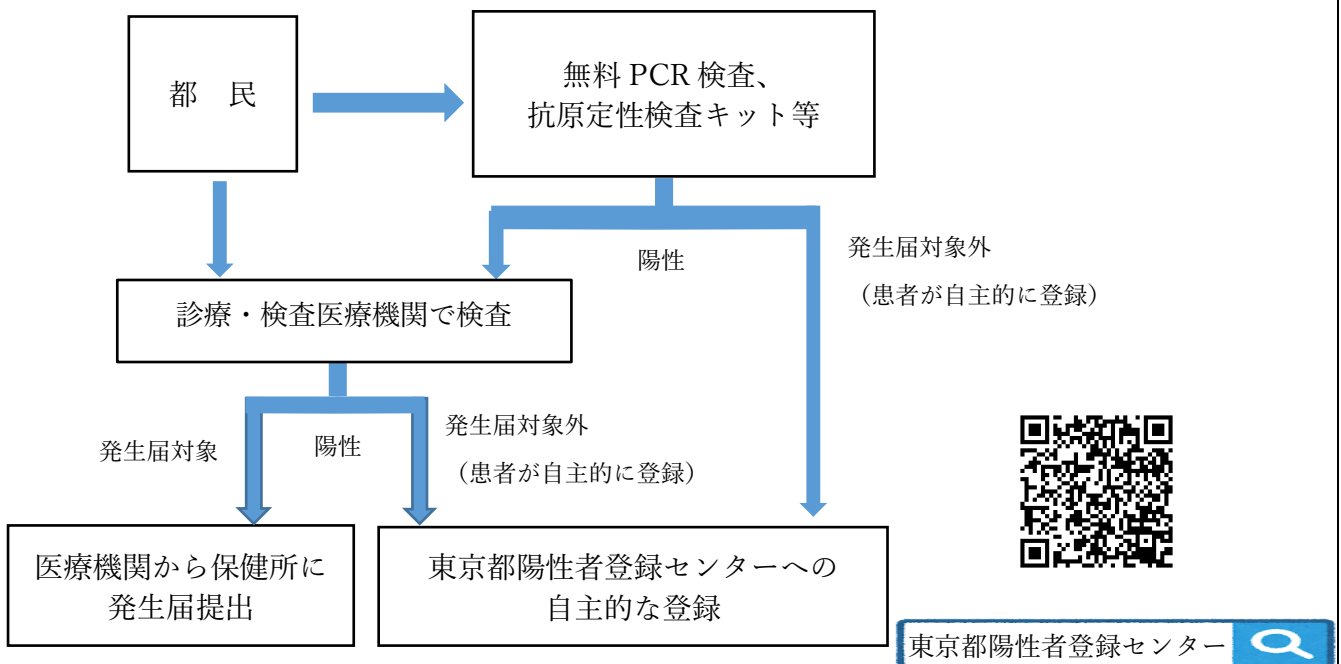 都　民
無料 PCR 検査、
抗原定性検査キット等
陽性
発生届対象外
（患者が自主的に登録）
診療・検査医療機関で検査
発生届対象
陽性
発生届対象外
（患者が自主的に登録）
医療機関から保健所に
発生届提出
東京都陽性者登録センターへの
自主的な登録
東京都陽性者登録センター